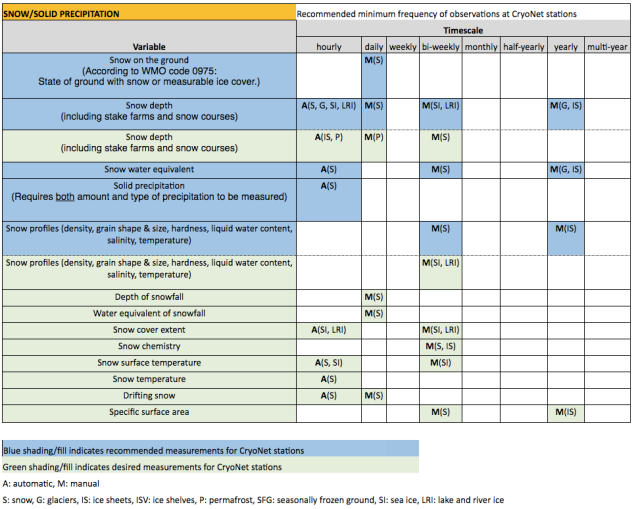 SNOW/SOLID PRECIPITATION Recommended minimum frequency of observations at CryoNet stations
Timescale
Variable hourly daily weekly bi-weekly monthly half-yearly yearly multi-year
Snow on the ground M(S)
(According to WMO code 0975:
State of ground with snow or measurable ice cover.)
Snow depth A(S, G, SI, LRI) M(S) M(SI, LRI) M(G, IS)
(including stake farms and snow courses)
Snow depth A(IS, P) M(P) M(S)
(including stake farms and snow courses)
Snow water equivalent A(S) M(S) M(G, IS)
Solid precipitation A(S)
(Requires both amount and type of precipitation to be measured)
Snow profiles (density, grain shape & size, hardness, liquid water content, M(S) M(IS)
salinity, temperature)
Snow profiles (density, grain shape & size, hardness, liquid water content, M(SI, LRI)
salinity, temperature)
Depth of snowfall M(S)
Water equivalent of snowfall M(S)
Snow cover extent A(SI, LRI) M(SI, LRI)
Snow chemistry M(S, IS)
Snow surface temperature A(S, SI) M(SI)
Snow temperature A(S)
Drifting snow A(S) M(S)
Specific surface area M(S) M(IS)
Blue shading/fill indicates recommended measurements for CryoNet stations
Green shading/fill indicates desired measurements for CryoNet stations
A: automatic, M: manual
S: snow, G: glaciers, IS: ice sheets, ISV: ice shelves, P: permafrost, SFG: seasonally frozen ground, SI: sea ice, LRI: lake and river ice